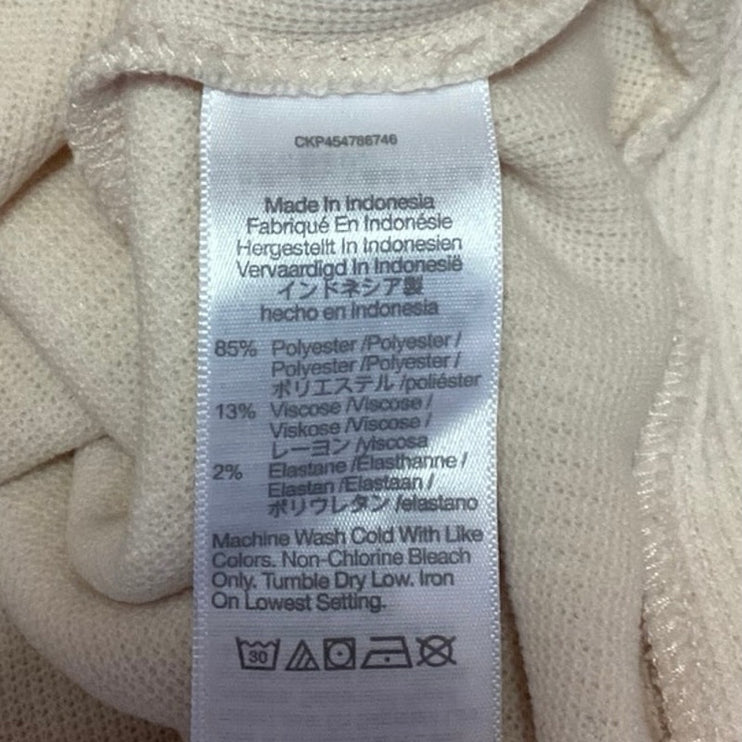 CKP454786746
Made In Indonesia
Fabriqué En Indonésie
Hergestellt In Indonesien
Vervaardigd In Indonesië
インドネシア製
hecho en Indonesia
85% Polyester /Polyester /
Polyester /Polyester /
ポリエステル /poliéster
13% Viscose /Viscose /
Viskose /Viscose /
レーヨン /viscosa
2% Elastane /Élasthanne /
Elastan /Elastaan /
ポリウレタン /elastano
Machine Wash Cold With Like
Colors. Non-Chlorine Bleach
Only. Tumble Dry Low. Iron
On Lowest Setting.
30